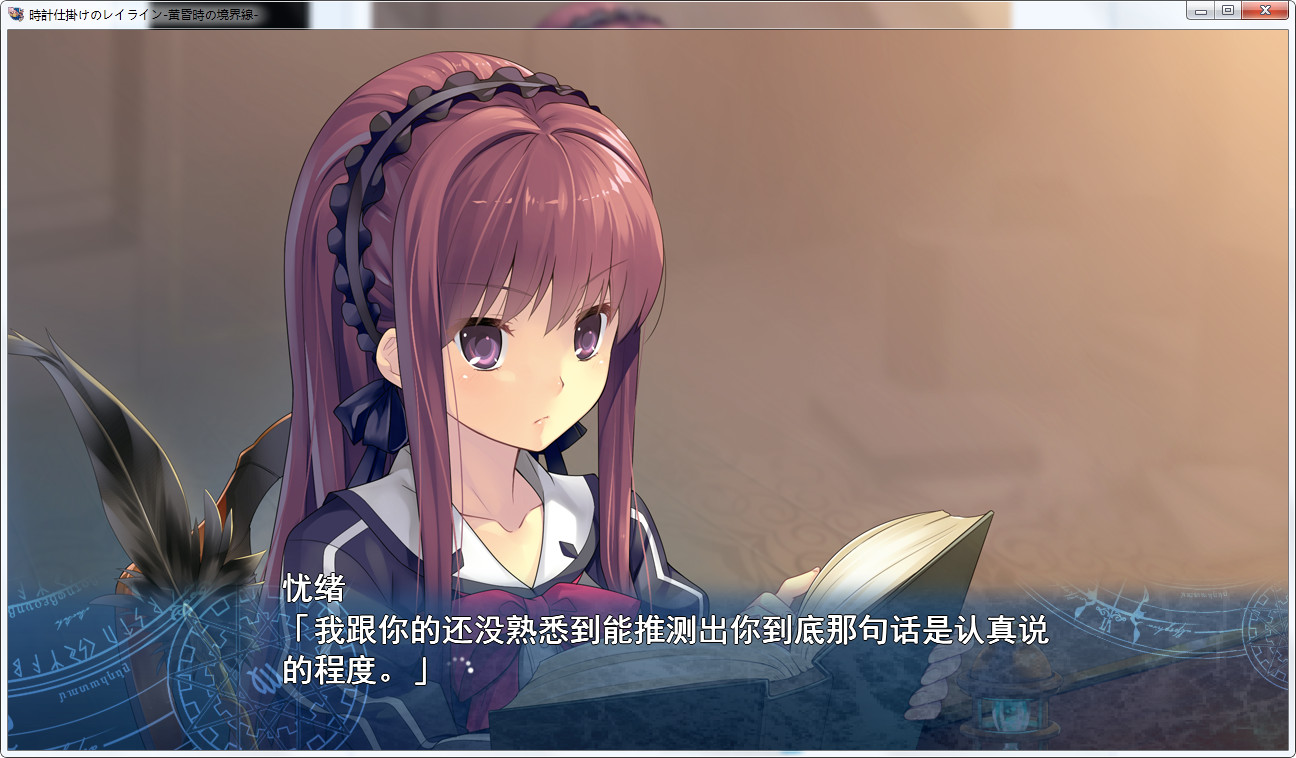 時計仕掛けのレイライン-黄昏時の境界線-
忧绪
「我跟你的还没熟悉到能推测出你到底那句话是认真说
的程度。」